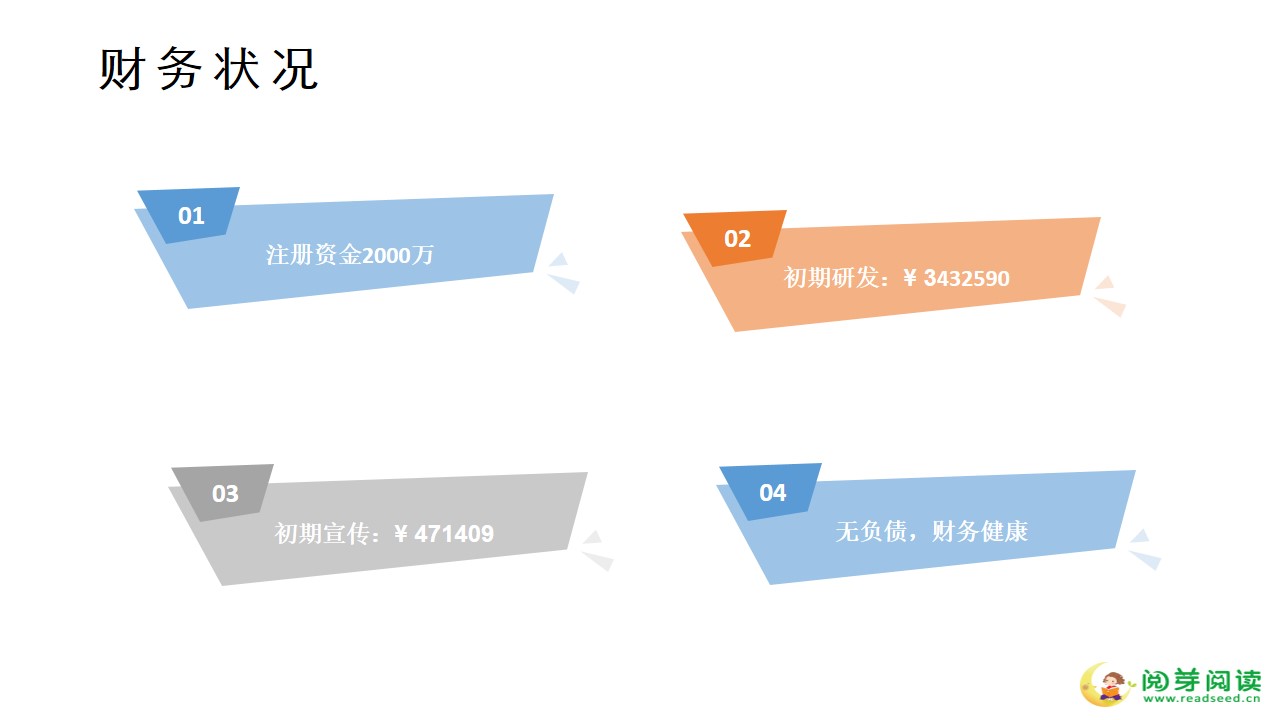 财务状况
01
注册资金2000万
02
初期研发：¥ 3432590
03
初期宣传：¥ 471409
04
无负债，财务健康
阅芽阅读
www.readseed.cn